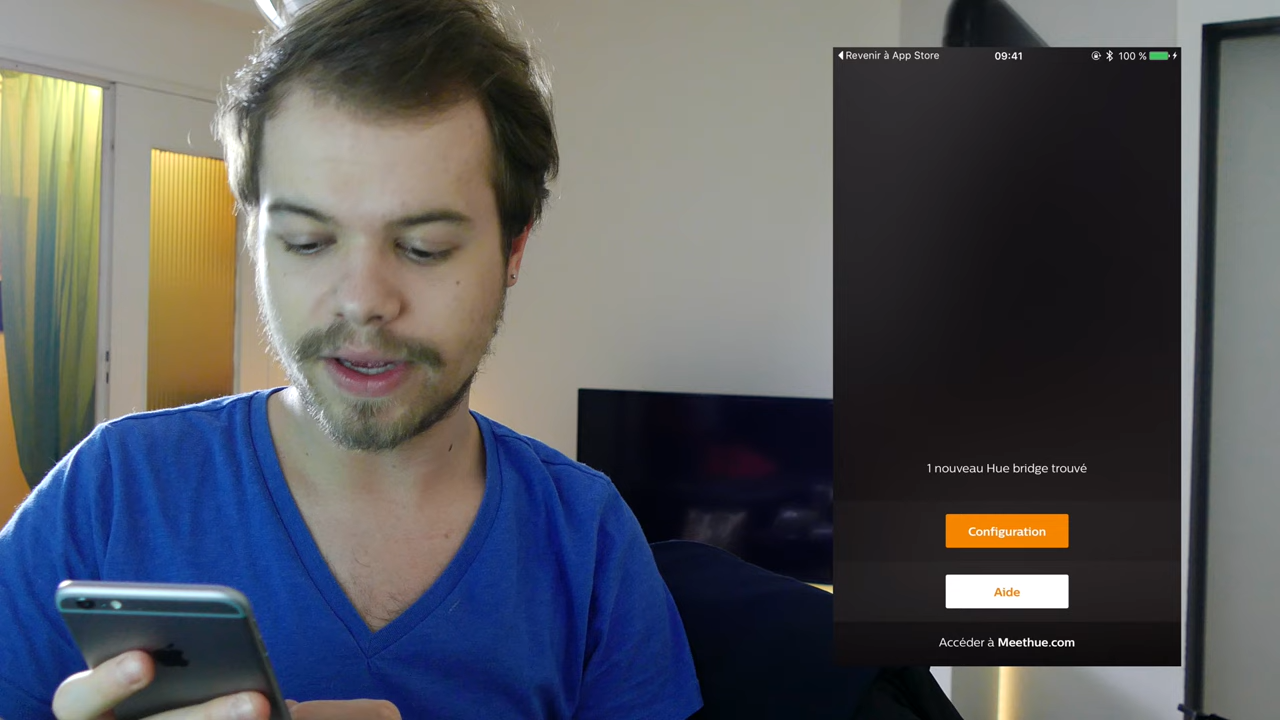 Revenir à App Store 09:41 100 %
1 nouveau Hue bridge trouvé
Configuration
Aide
Accéder à Meethue.com